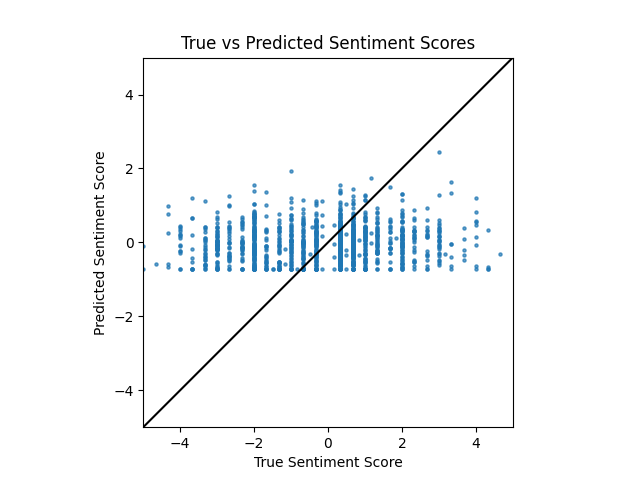 True vs Predicted Sentiment Scores
Predicted Sentiment Score
4
2
0
−2
−4
−4 −2 0 2 4
True Sentiment Score